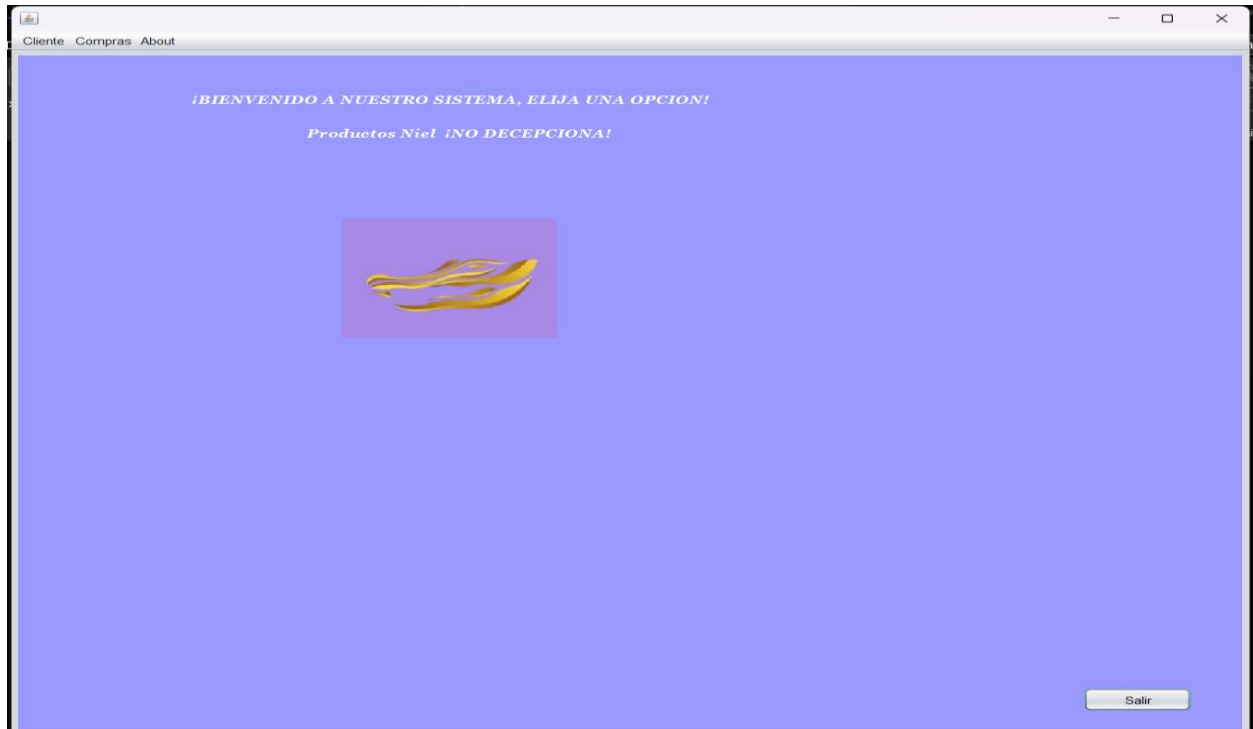 Cliente Compras About
¡BIENVENIDO A NUESTRO SISTEMA, ELIJA UNA OPCION!
Productos Niel ¡NO DECEPCIONA!
Salir